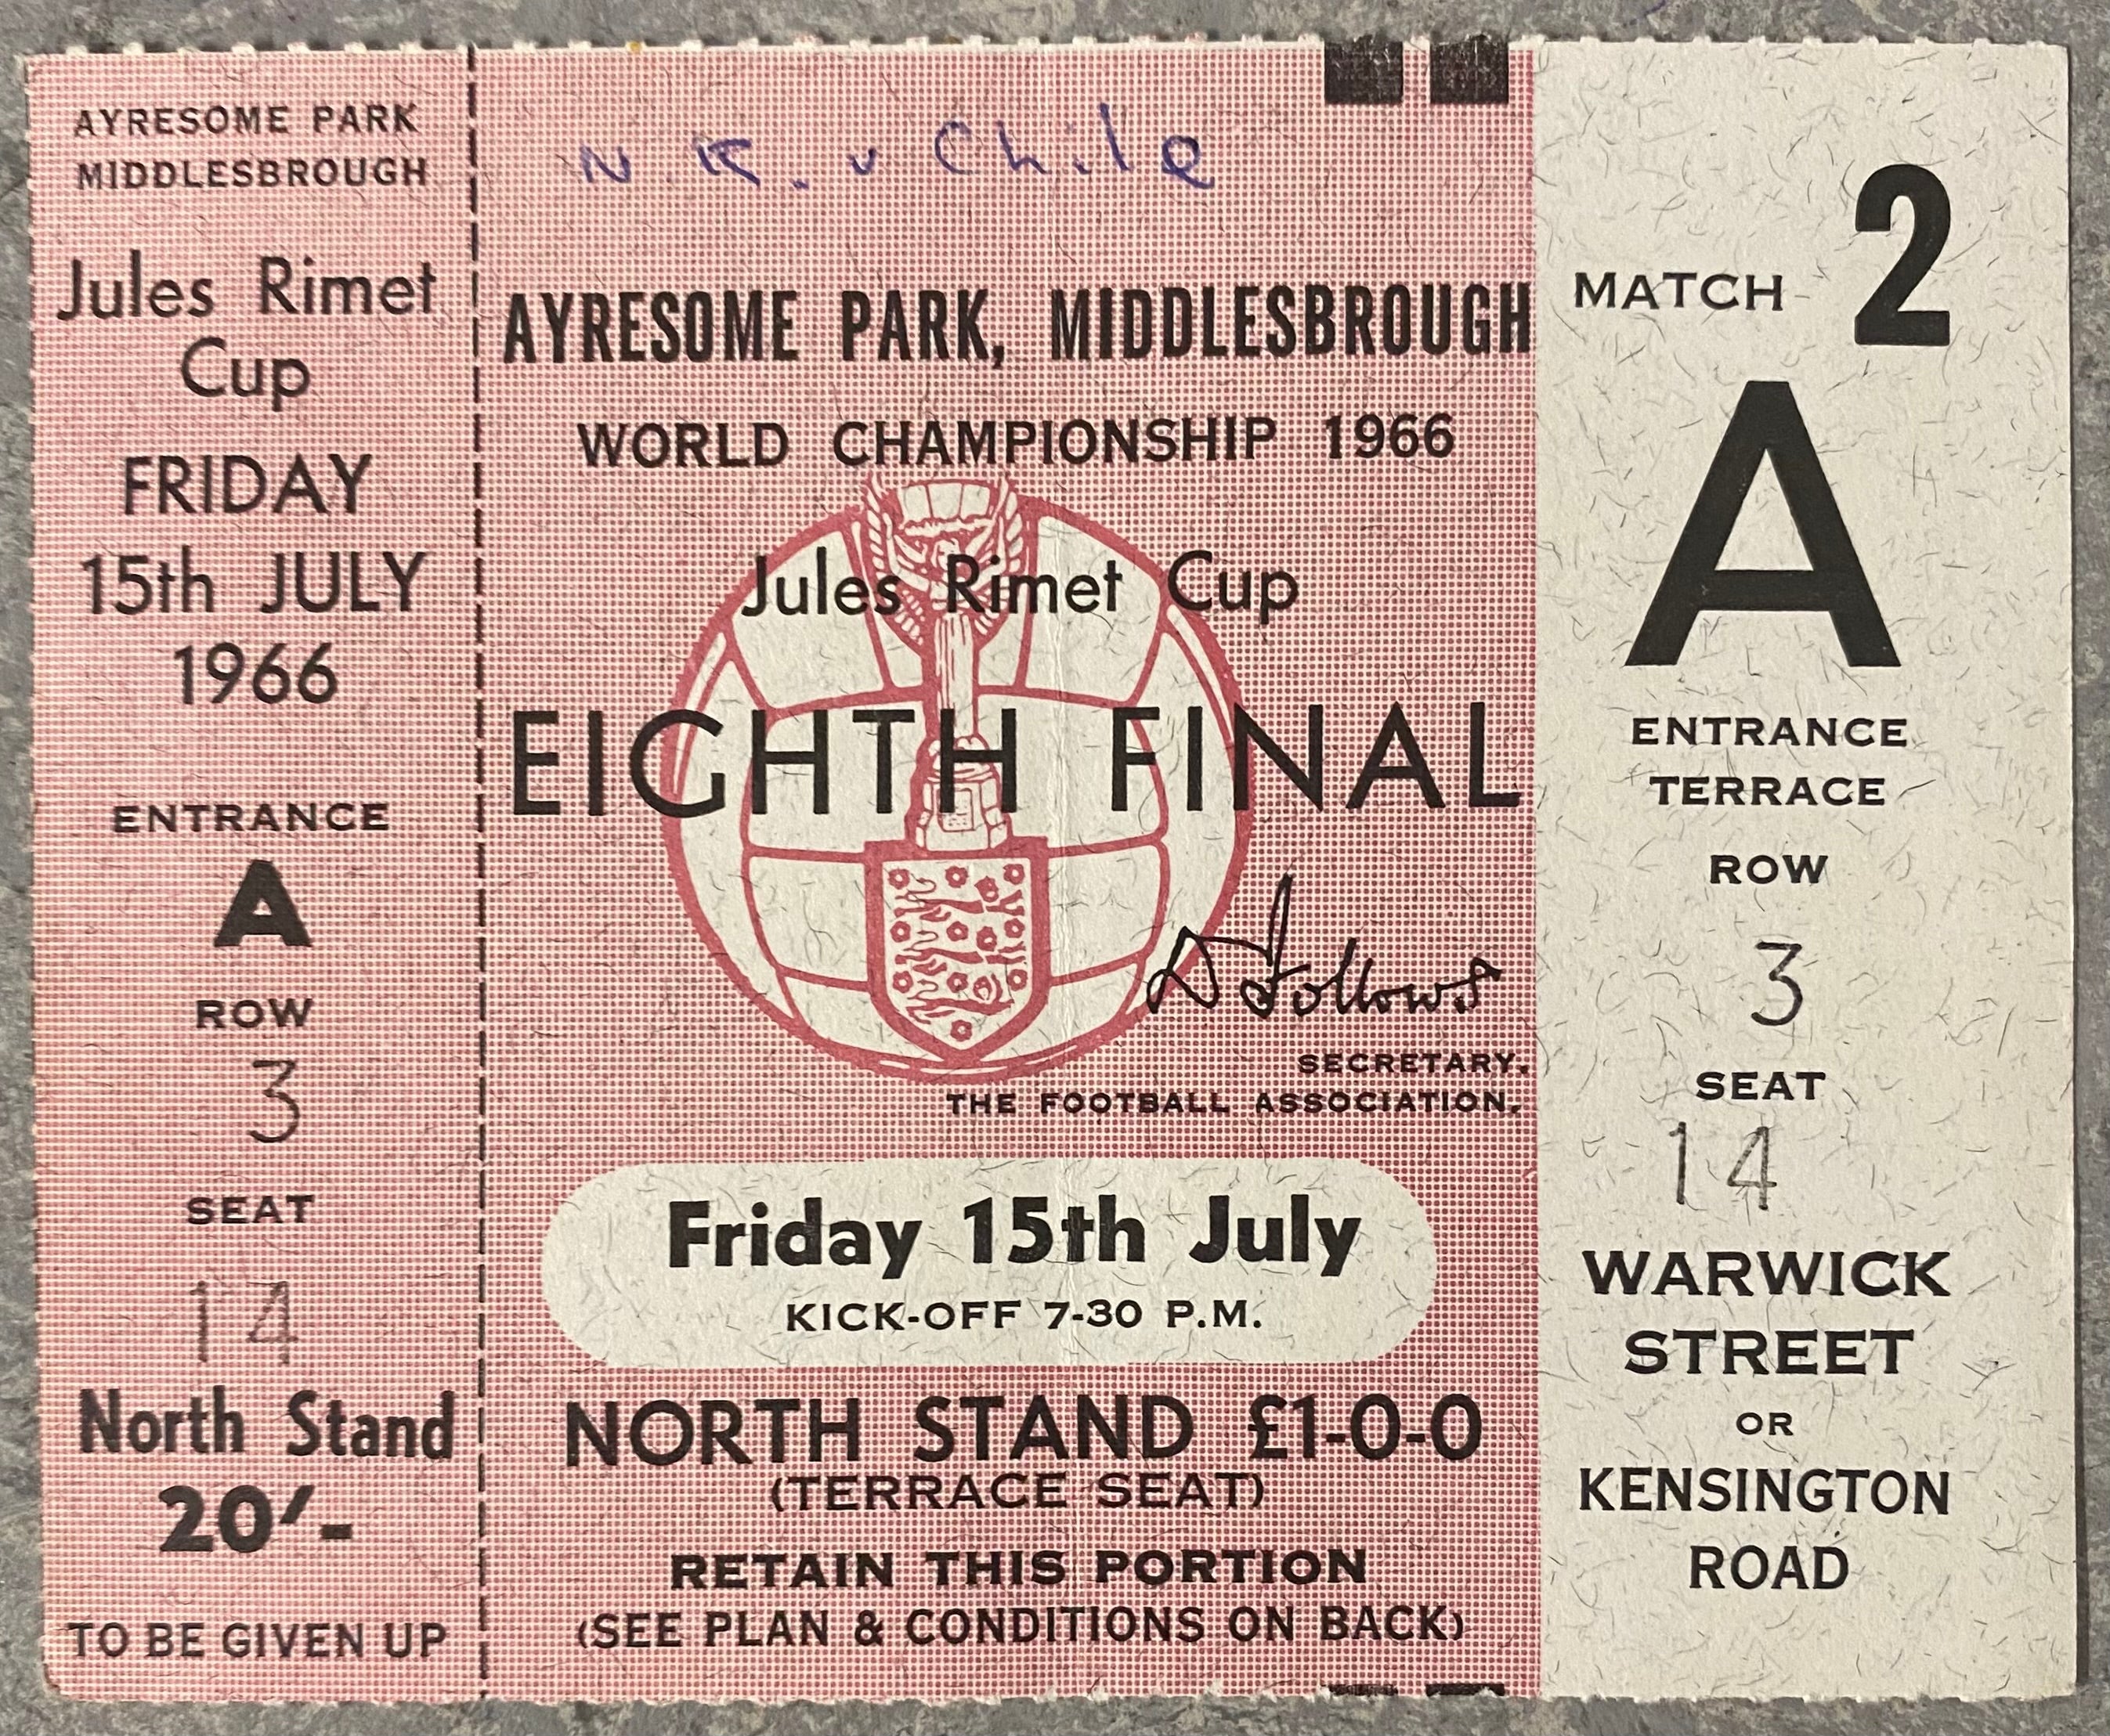 AYRESOME PARK
MIDDLESBROUGH
Jules Rimet
Cup
FRIDAY
15th JULY
1966
ENTRANCE
A
ROW
3
SEAT
14
North Stand
20/-
TO BE GIVEN UP
N.K. v Chile
AYRESOME PARK, MIDDLESBROUGH
WORLD CHAMPIONSHIP 1966
Jules Rimet Cup
EIGHTH FINAL
D Follows
SECRETARY,
THE FOOTBALL ASSOCIATION.
Friday 15th July
KICK-OFF 7-30 P.M.
NORTH STAND £1-0-0
(TERRACE SEAT)
RETAIN THIS PORTION
(SEE PLAN & CONDITIONS ON BACK)
MATCH 2
A
ENTRANCE
TERRACE
ROW
3
SEAT
14
WARWICK
STREET
OR
KENSINGTON
ROAD